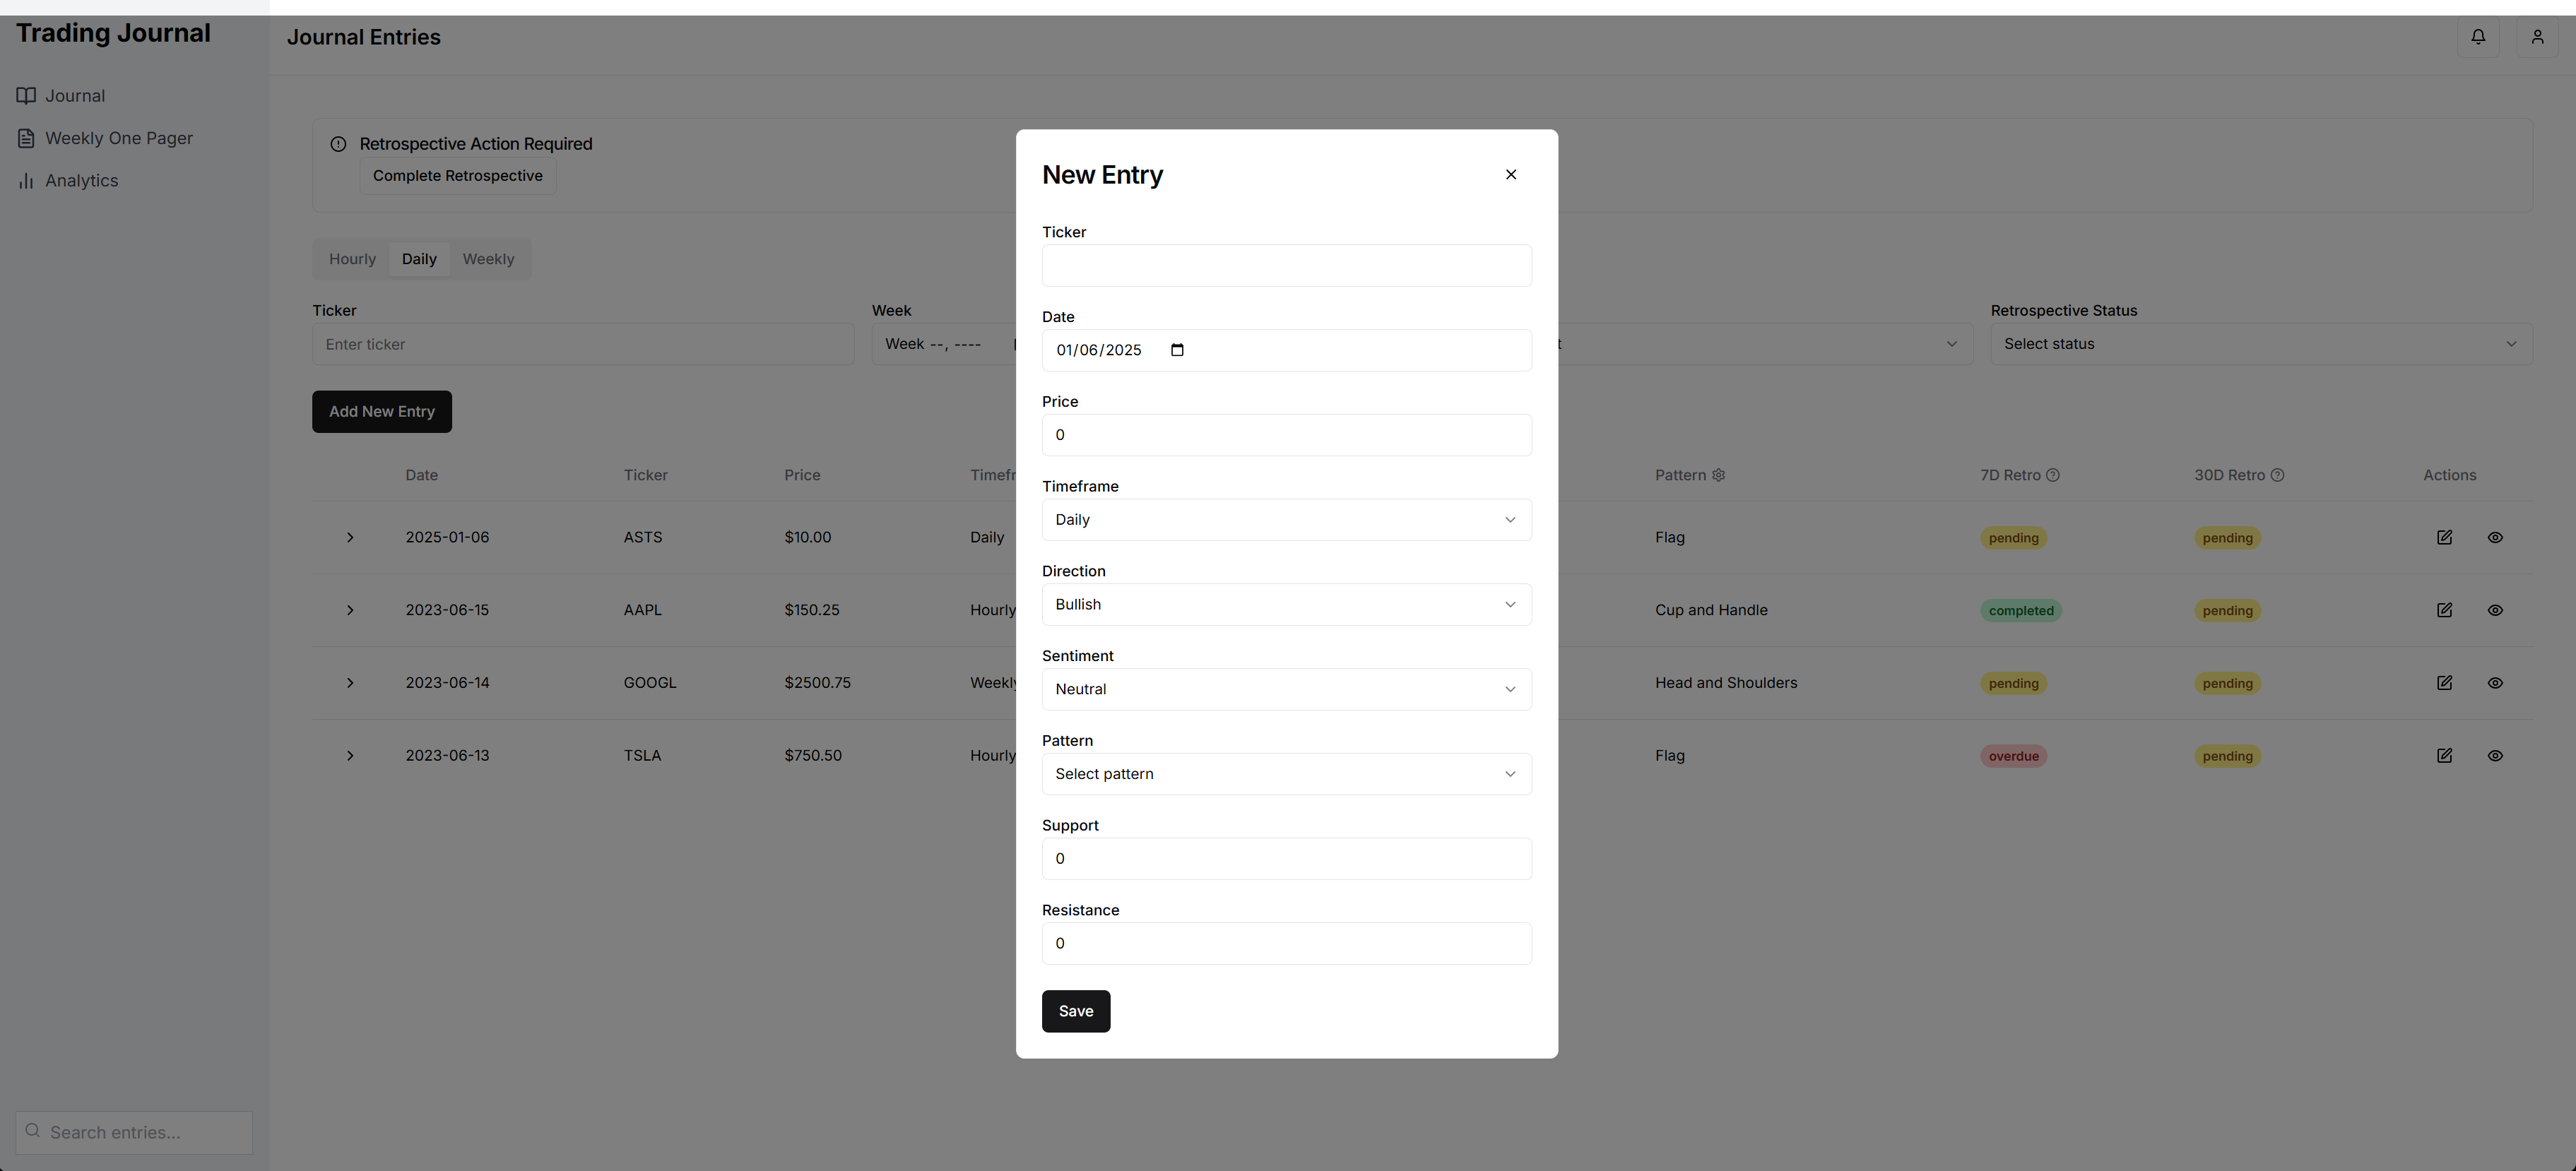 Trading Journal
Journal
Weekly One Pager
Analytics
Search entries...
Journal Entries
Retrospective Action Required
Complete Retrospective
Hourly Daily Weekly
Ticker
Enter ticker
Week
Week --, ----
Retrospective Status
Select status
Add New Entry
Date Ticker Price Timefr Pattern 7D Retro 30D Retro Actions
2025-01-06 ASTS $10.00 Daily Flag pending pending
2023-06-15 AAPL $150.25 Hourly Cup and Handle completed pending
2023-06-14 GOOGL $2500.75 Weekly Head and Shoulders pending pending
2023-06-13 TSLA $750.50 Hourly Flag overdue pending
New Entry
Ticker
Date
01/06/2025
Price
0
Timeframe
Daily
Direction
Bullish
Sentiment
Neutral
Pattern
Select pattern
Support
0
Resistance
0
Save